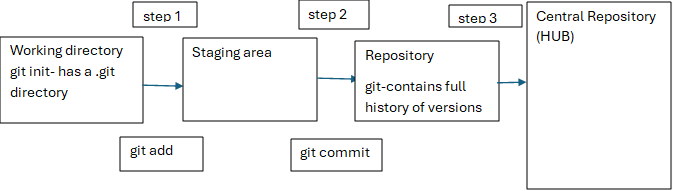 step 1
step 2
step 3
Working directory
git init- has a .git
directory
Staging area
Repository
git-contains full
history of versions
Central Repository
(HUB)
git add
git commit